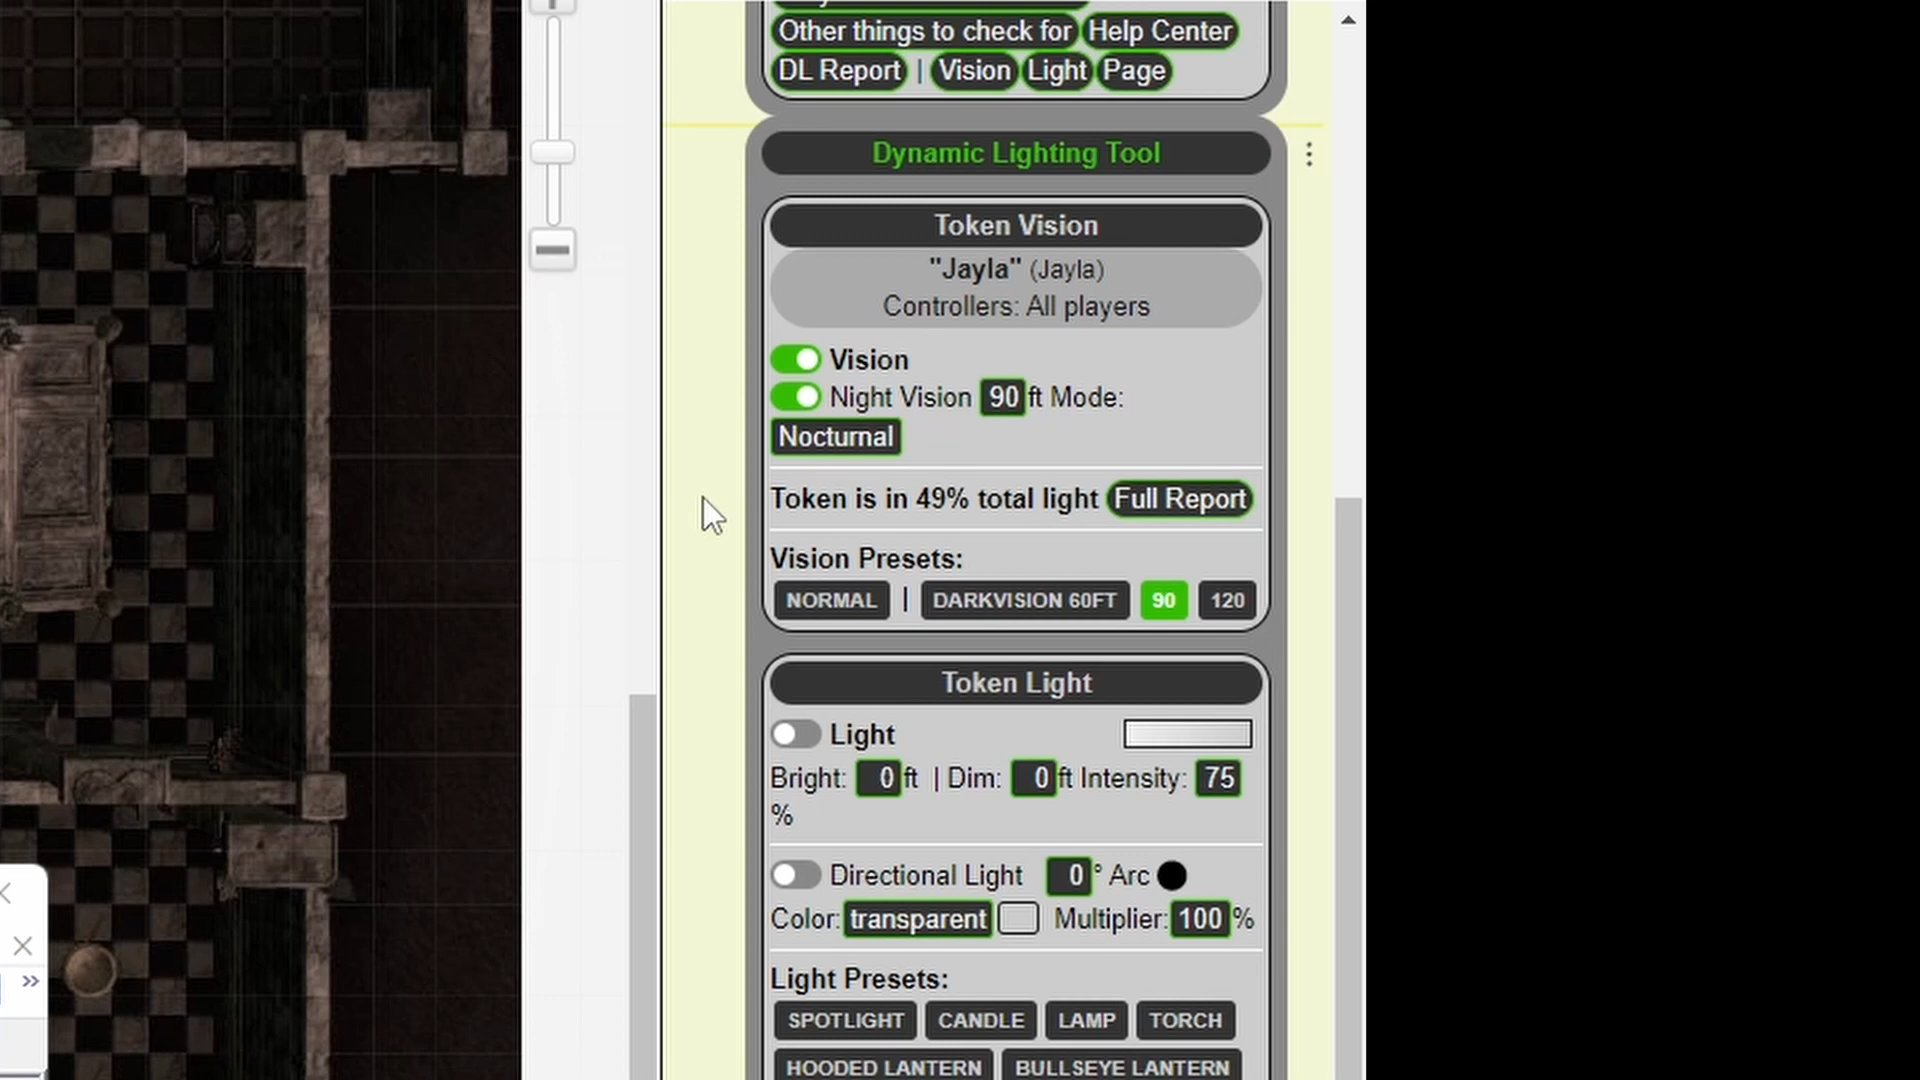 Other things to check for Help Center
DL Report | Vision Light Page
Dynamic Lighting Tool
Token Vision
"Jayla" (Jayla)
Controllers: All players
Vision
Night Vision 90 ft Mode:
Nocturnal
Token is in 49% total light Full Report
Vision Presets:
NORMAL | DARKVISION 60FT 90 120
Token Light
Light
Bright: 0 ft | Dim: 0 ft Intensity: 75
%
Directional Light 0 ° Arc
Color: transparent Multiplier: 100 %
Light Presets:
SPOTLIGHT CANDLE LAMP TORCH
HOODED LANTERN BULLSEYE LANTERN